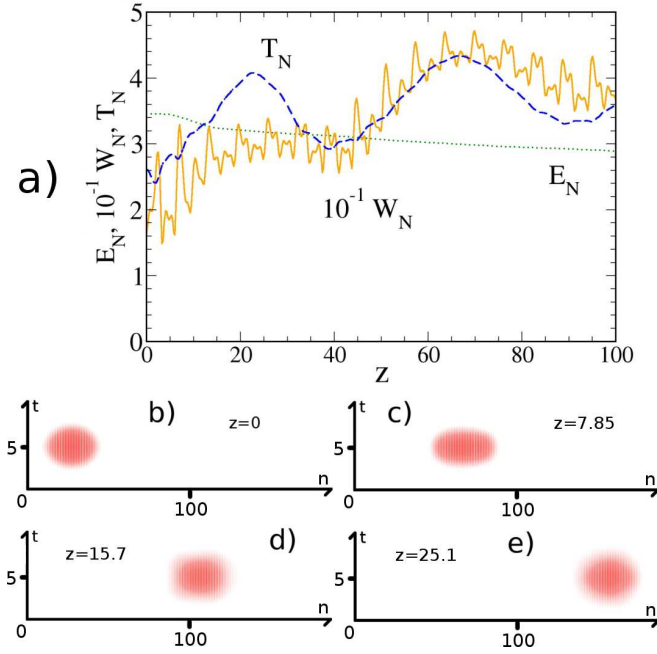 a)
E_N, 10^-1 W_N, T_N
5
4
3
2
1
0
T_N
10^-1 W_N
E_N
0 20 40 60 80 100
z
t b) z=0
5
n
0 100
t c) z=7.85
5
n
0 100
t z=15.7 d)
5
n
0 100
t z=25.1 e)
5
n
0 100